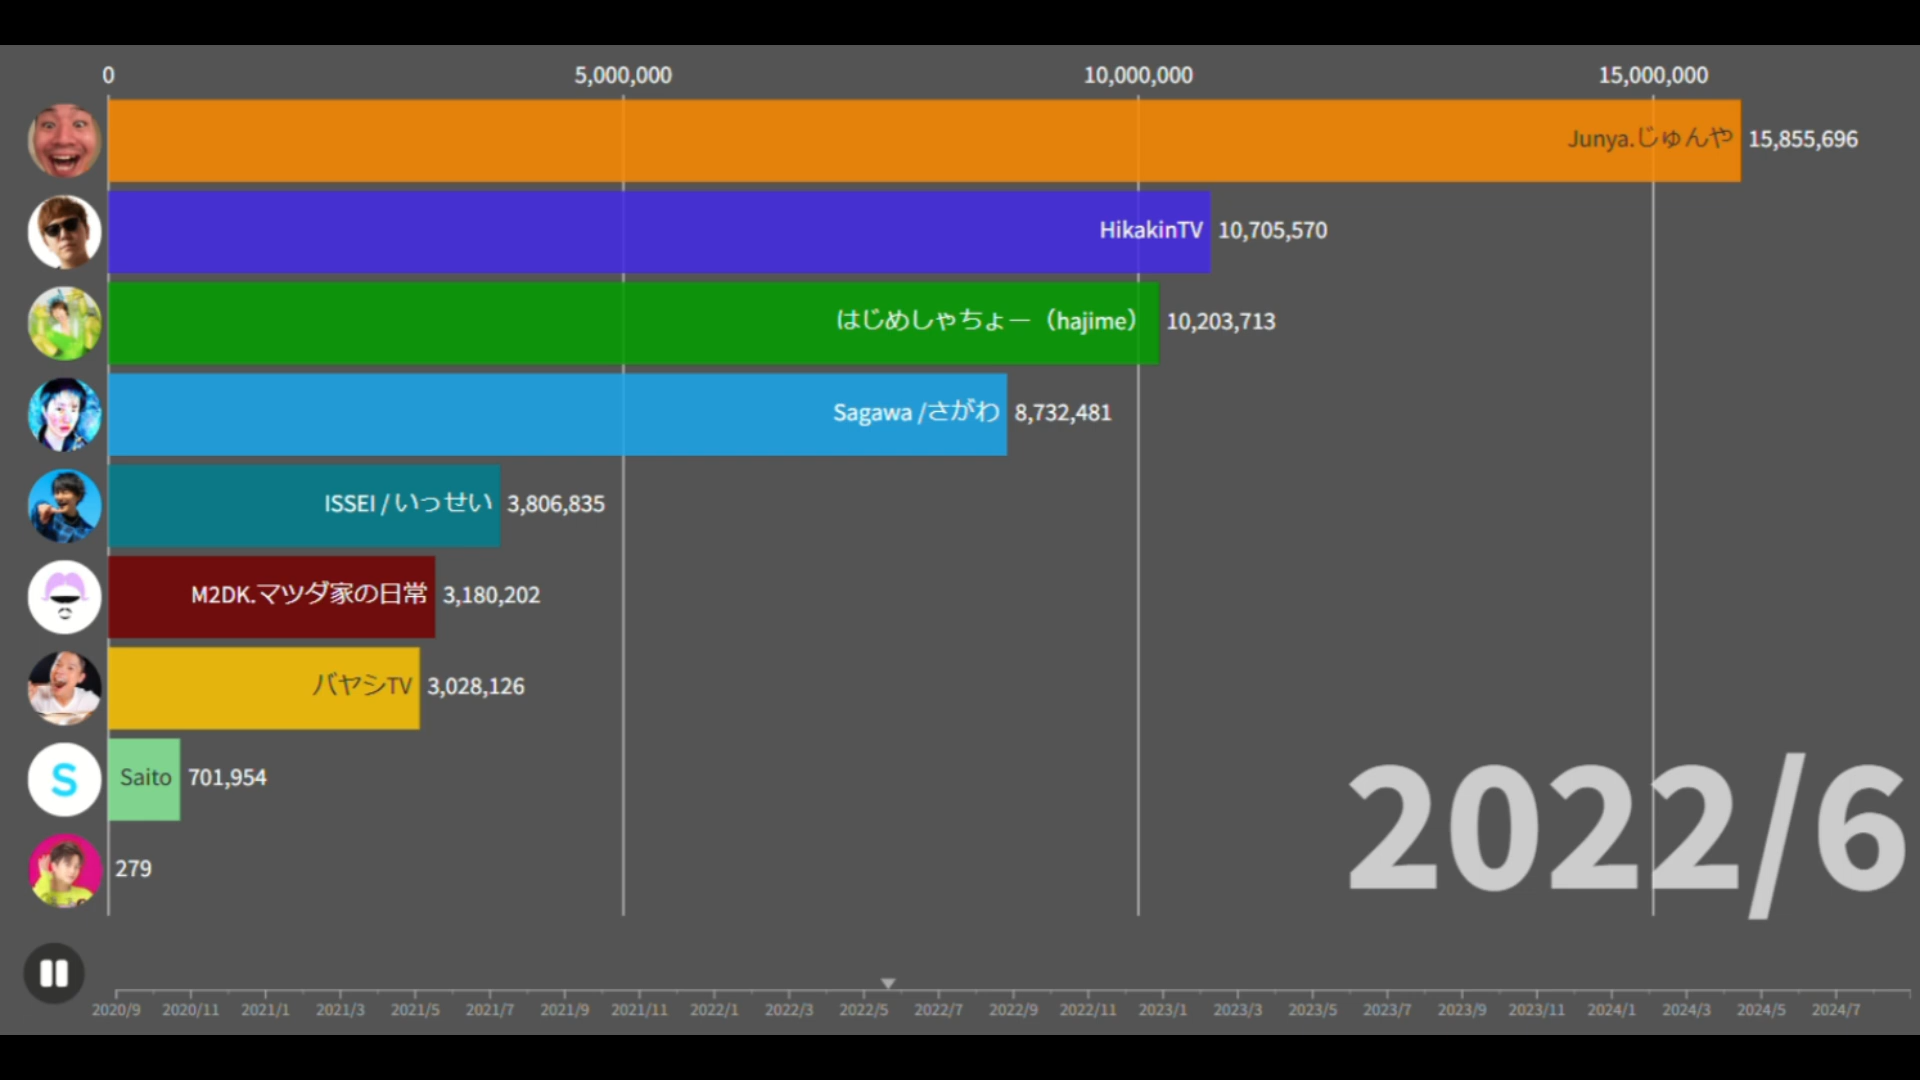 0 5,000,000 10,000,000 15,000,000
Junya.じゅんや 15,855,696
HikakinTV 10,705,570
はじめしゃちょー（hajime） 10,203,713
Sagawa /さがわ 8,732,481
ISSEI / いっせい 3,806,835
M2DK.マツダ家の日常 3,180,202
バヤシTV 3,028,126
S Saito 701,954
279
2022/6
2020/9 2020/11 2021/1 2021/3 2021/5 2021/7 2021/9 2021/11 2022/1 2022/3 2022/5 2022/7 2022/9 2022/11 2023/1 2023/3 2023/5 2023/7 2023/9 2023/11 2024/1 2024/3 2024/5 2024/7